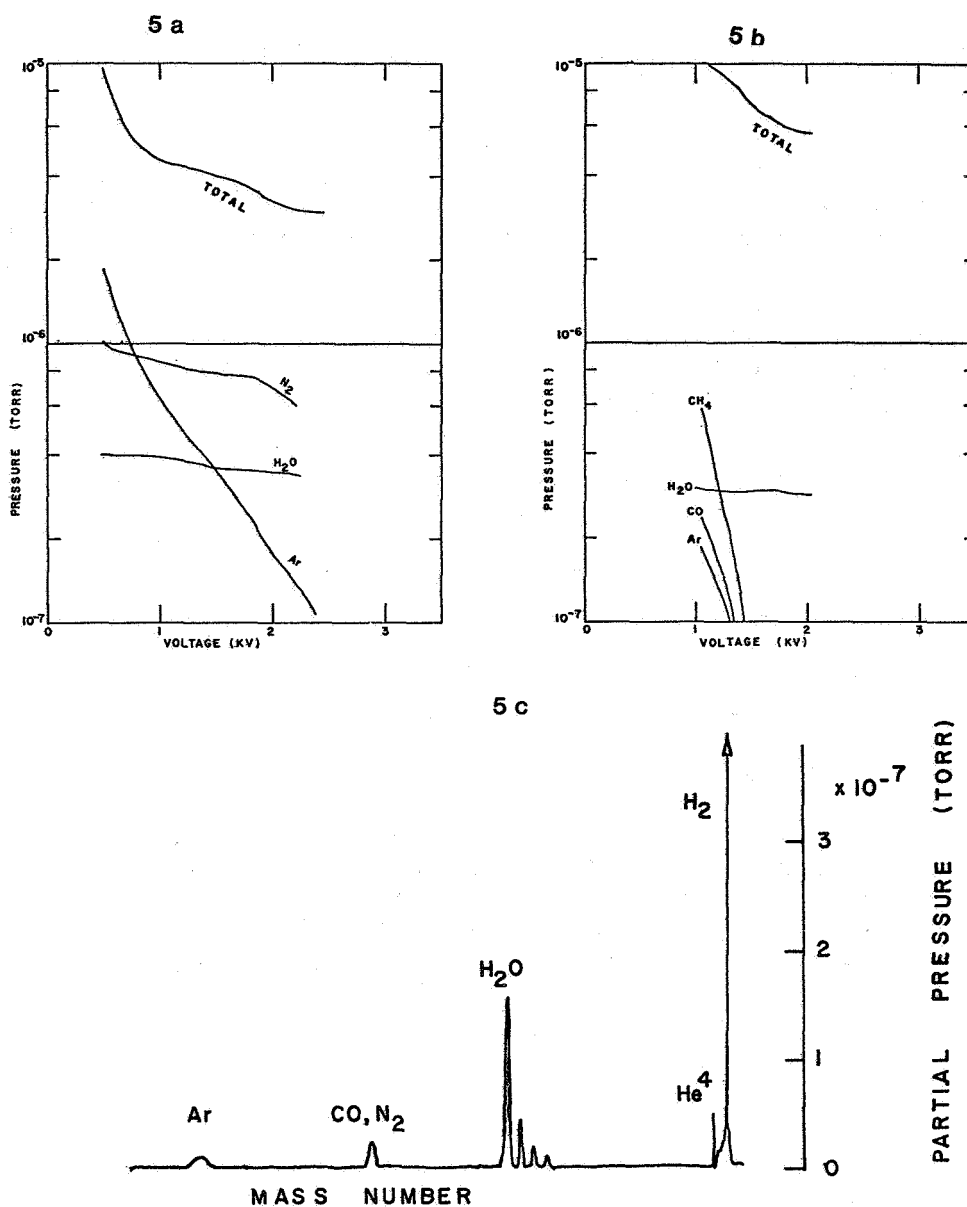 5 a
10⁻⁵
TOTAL
10⁻⁶
N₂
H₂O
Ar
10⁻⁷
PRESSURE (TORR)
0 1 2 3
VOLTAGE (KV)
5 b
10⁻⁵
TOTAL
10⁻⁶
CH₄
H₂O
CO
Ar
10⁻⁷
PRESSURE (TORR)
0 1 2 3
VOLTAGE (KV)
5 c
x 10⁻⁷
H₂
3
2
H₂O
1
He⁴
Ar
CO, N₂
0
MASS NUMBER
PARTIAL PRESSURE (TORR)